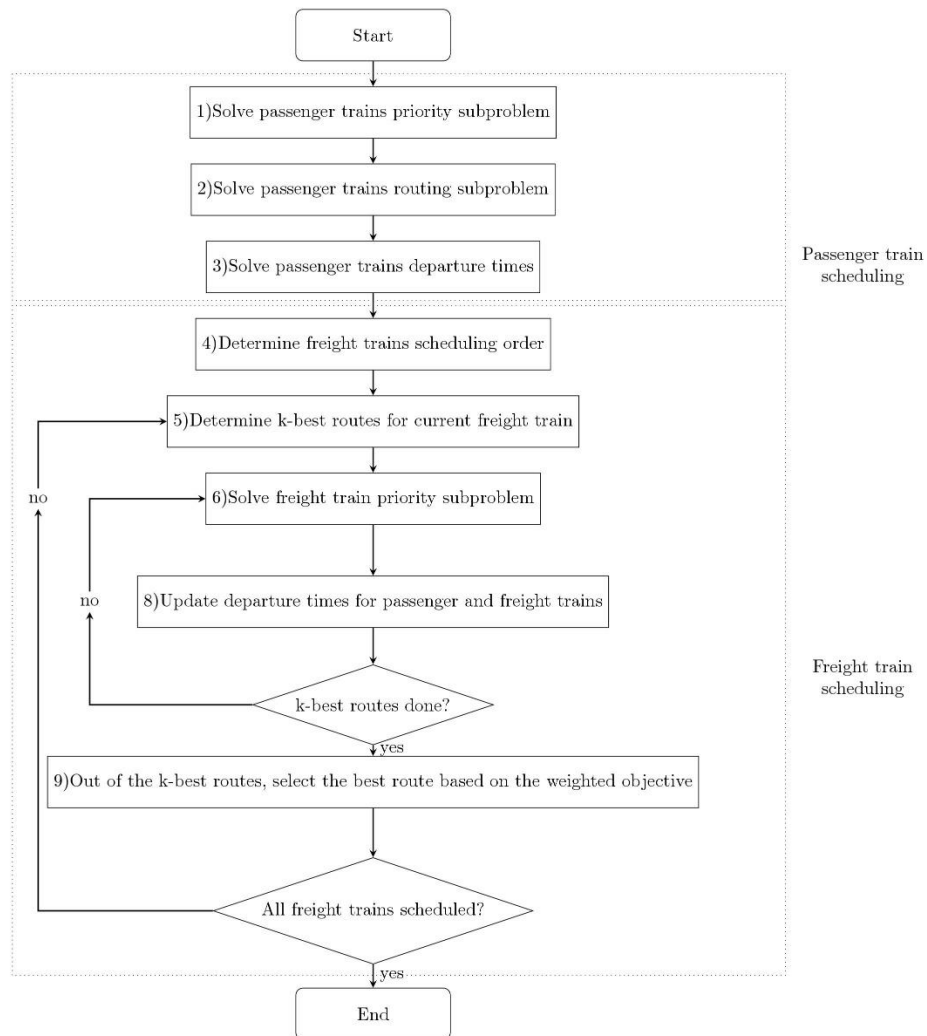 Start
1)Solve passenger trains priority subproblem
2)Solve passenger trains routing subproblem
3)Solve passenger trains departure times
Passenger train
scheduling
4)Determine freight trains scheduling order
5)Determine k-best routes for current freight train
6)Solve freight train priority subproblem
no
no
8)Update departure times for passenger and freight trains
Freight train
scheduling
k-best routes done?
yes
9)Out of the k-best routes, select the best route based on the weighted objective
All freight trains scheduled?
yes
End